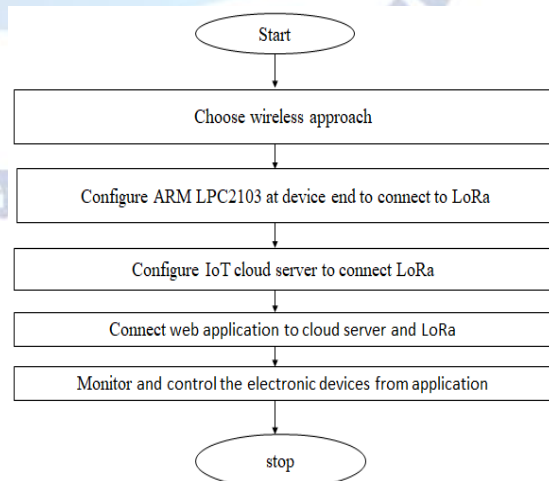 Start
Choose wireless approach
Configure ARM LPC2103 at device end to connect to LoRa
Configure IoT cloud server to connect LoRa
Connect web application to cloud server and LoRa
Monitor and control the electronic devices from application
stop